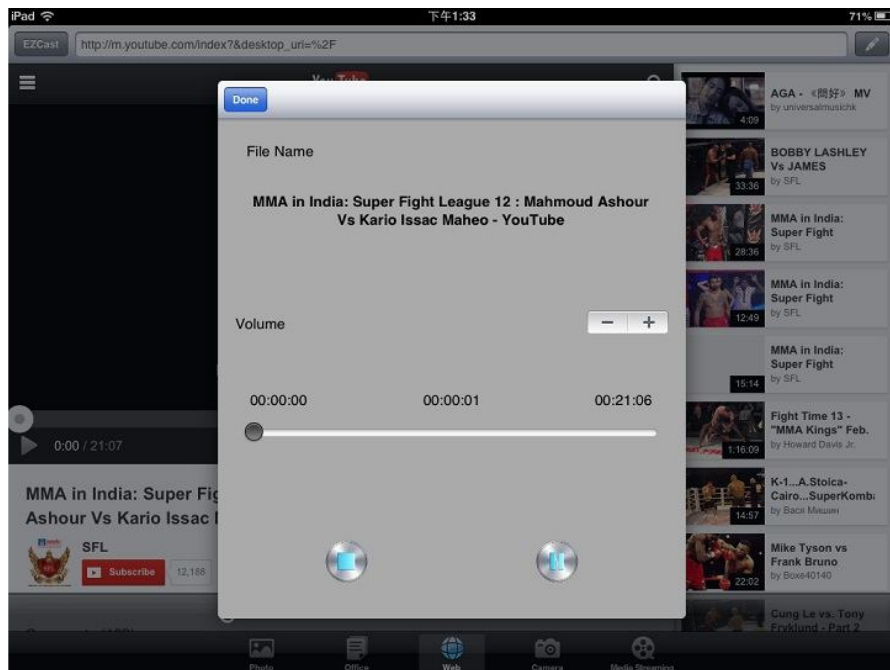 iPad
下午1:33
71%
EZCast
http://m.youtube.com/index?&desktop_uri=%2F
YouTube
Done
File Name
MMA in India: Super Fight League 12 : Mahmoud Ashour
Vs Kario Issac Maheo - YouTube
Volume
00:00:00
00:00:01
00:21:06
0:00 / 21:07
MMA in India: Super Fig
Ashour Vs Kario Issac
SFL
Subscribe
12,166
4:09
AGA - 《問好》 MV
by universalmusichk
33:36
BOBBY LASHLEY
Vs JAMES
by SFL
28:36
MMA in India:
Super Fight
by SFL
12:49
MMA in India:
Super Fight
by SFL
15:14
MMA in India:
Super Fight
by SFL
1:16:09
Fight Time 13 -
"MMA Kings" Feb.
by Howard Davis Jr.
14:57
K-1...A.Stoica-
Cairo...SuperKomba
by Вася Мишин
22:02
Mike Tyson vs
Frank Bruno
by Boxe40140
Cung Le vs. Tony
Fryklund - Part 2
Photo
Office
Web
Camera
Media Streaming